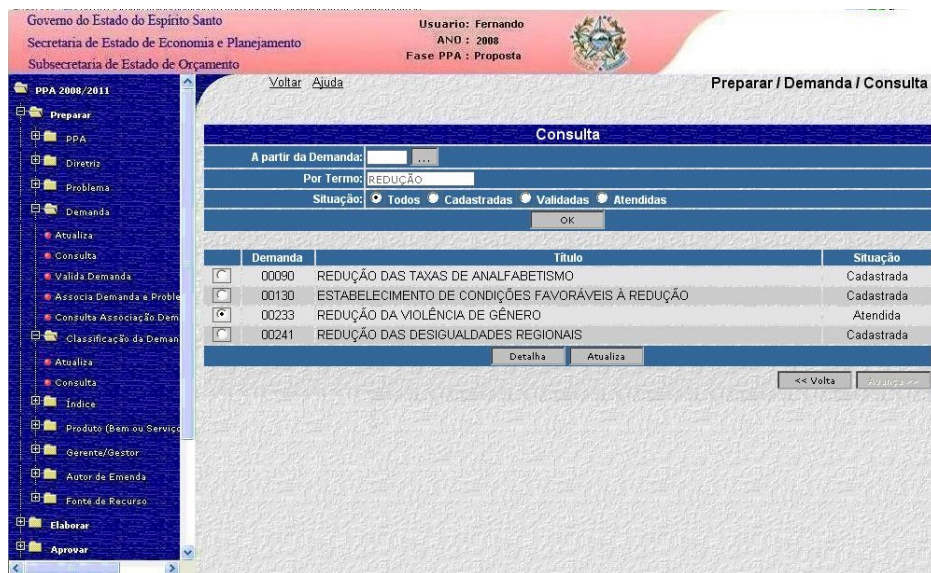 Governo do Estado do Espírito Santo
Secretaria de Estado de Economia e Planejamento
Subsecretaria de Estado de Orçamento
Usuario: Fernando
ANO : 2008
Fase PPA : Proposta
Voltar Ajuda
Preparar / Demanda / Consulta
PPA 2008/2011
Preparar
PPA
Diretriz
Problema
Demanda
Atualiza
Consulta
Valida Demanda
Associa Demanda e Proble
Consulta Associação Dem
Classificação da Deman
Atualiza
Consulta
Índice
Produto (Bem ou Serviço
Gerente/Gestor
Autor de Emenda
Fonte de Recurso
Elaborar
Aprovar
Consulta
A partir da Demanda: ...
Por Termo: REDUÇÃO
Situação: Todos Cadastradas Validadas Atendidas
OK
Demanda Título Situação
00090 REDUÇÃO DAS TAXAS DE ANALFABETISMO Cadastrada
00130 ESTABELECIMENTO DE CONDIÇÕES FAVORÁVEIS À REDUÇÃO Cadastrada
00233 REDUÇÃO DA VIOLÊNCIA DE GÊNERO Atendida
00241 REDUÇÃO DAS DESIGUALDADES REGIONAIS Cadastrada
Detalha Atualiza
<< Volta Avança >>